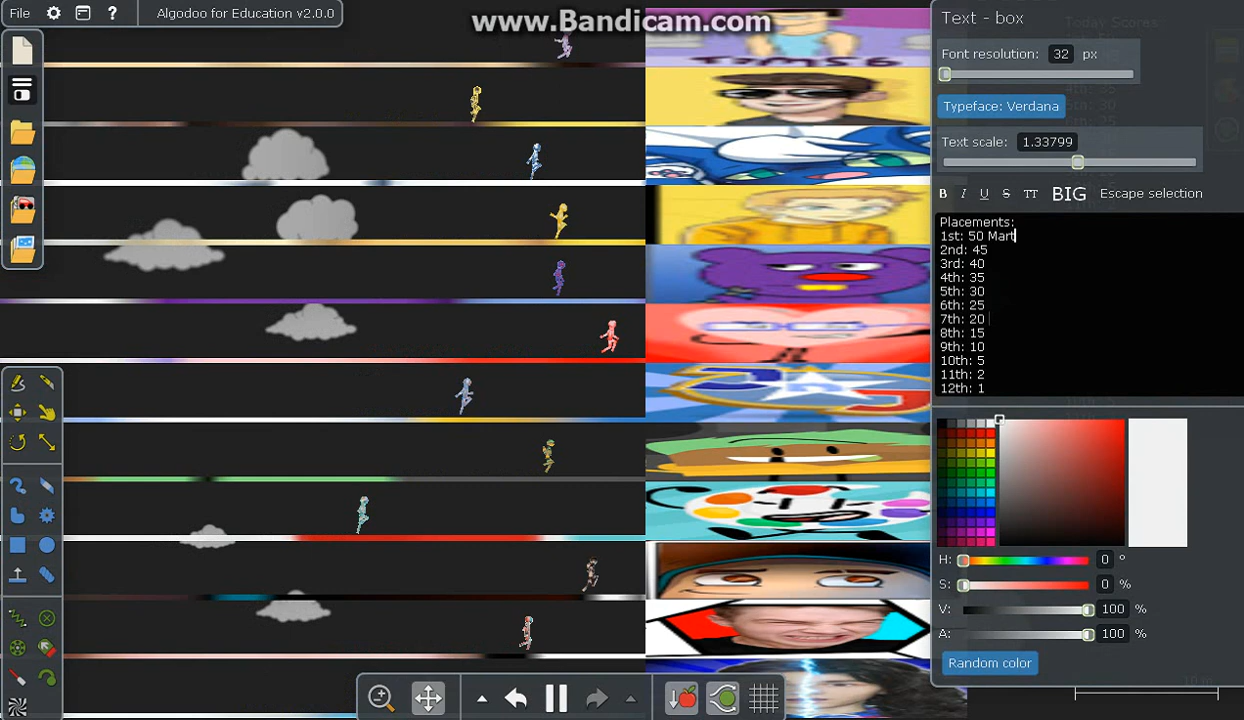 File
Algodoo for Education v2.0.0
www.Bandicam.com
Text - box
Today Scores:
Font resolution: 32 px
Typeface: Verdana
Text scale: 1.33799
B I U S TT BIG Escape selection
Placements:
1st: 50 Mart
2nd: 45
3rd: 40
4th: 35
5th: 30
6th: 25
7th: 20
8th: 15
9th: 10
10th: 5
11th: 2
12th: 1
H: 0 °
S: 0 %
V: 100 %
A: 100 %
Random color
10 m